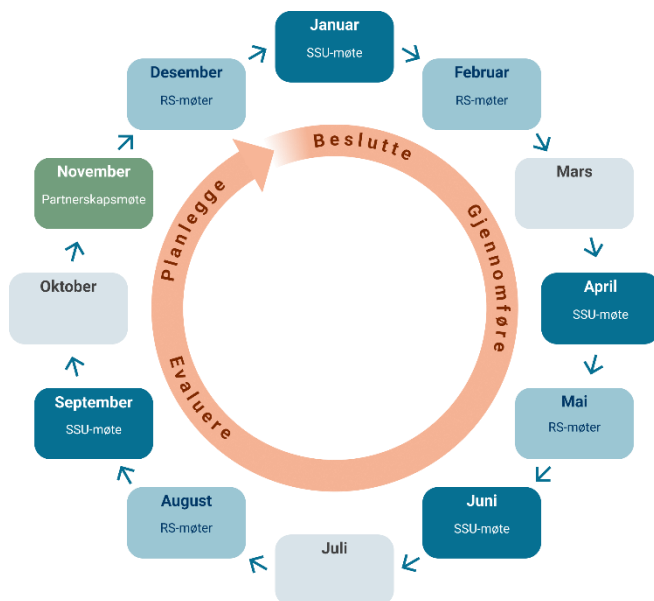 Januar
SSU-møte
Februar
RS-møter
Mars
April
SSU-møte
Mai
RS-møter
Juni
SSU-møte
Juli
August
RS-møter
September
SSU-møte
Oktober
November
Partnerskapsmøte
Desember
RS-møter
Beslutte
Gjennomføre
Evaluere
Planlegge